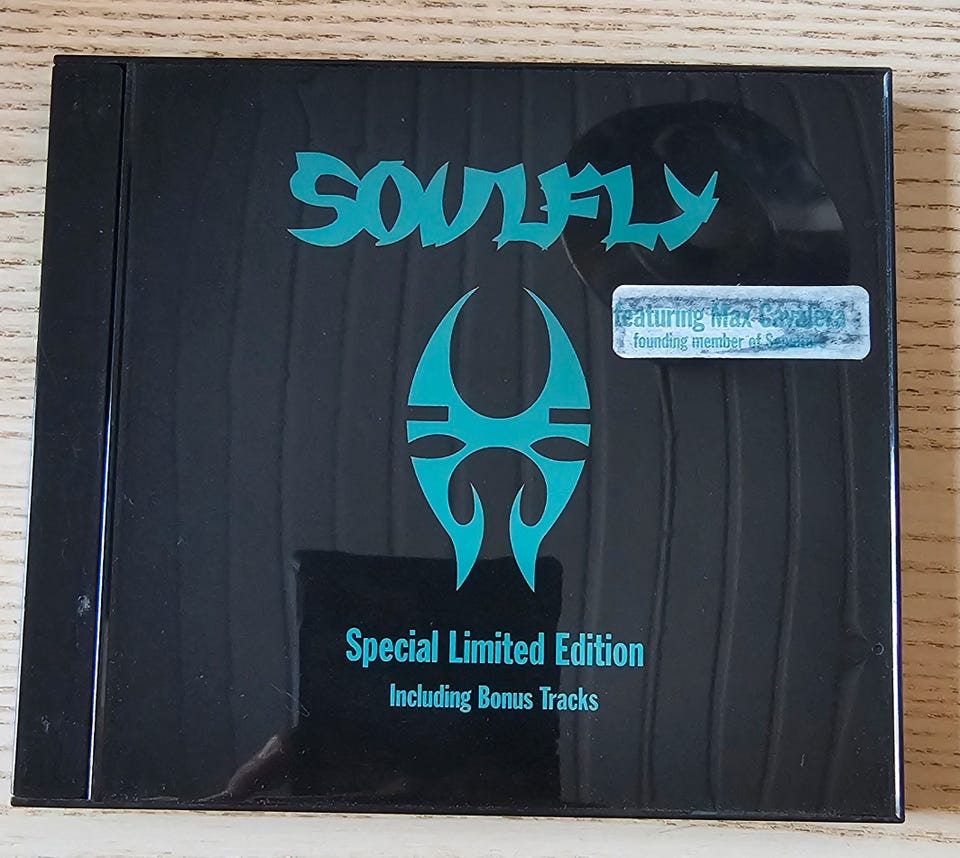 SOULFLY
featuring Max Cavalera
founding member of
Special Limited Edition
Including Bonus Tracks